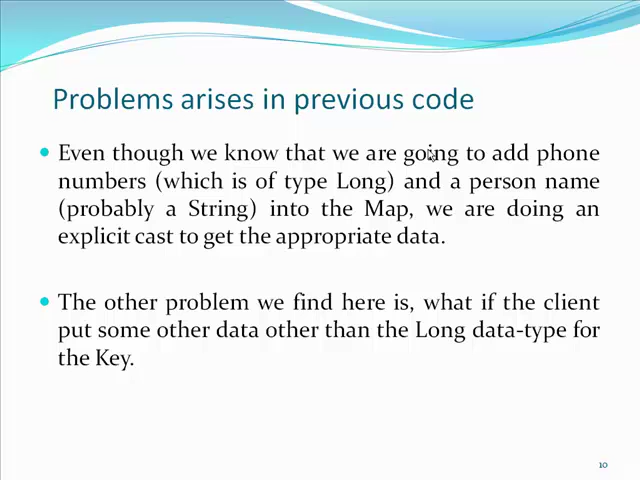 Problems arises in previous code
Even though we know that we are going to add phone
numbers (which is of type Long) and a person name
(probably a String) into the Map, we are doing an
explicit cast to get the appropriate data.
The other problem we find here is, what if the client
put some other data other than the Long data-type for
the Key.
10